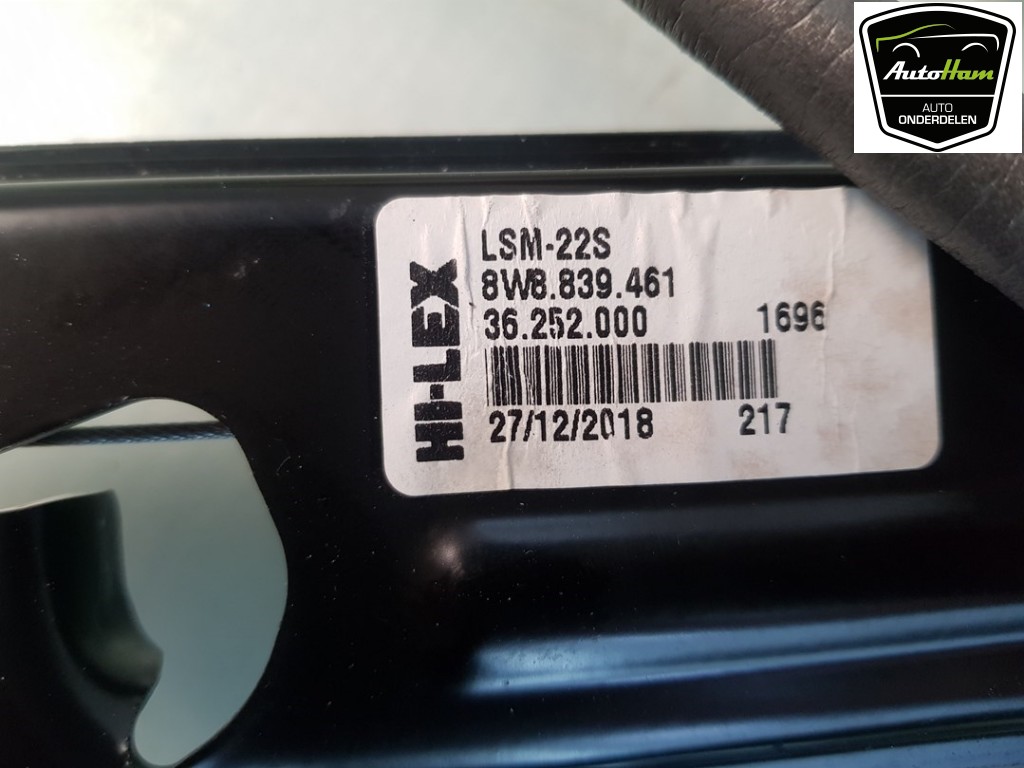 AutoHam
AUTO
ONDERDELEN
HI-LEX
LSM-22S
8W8.839.461
36.252.000 1696
27/12/2018 217